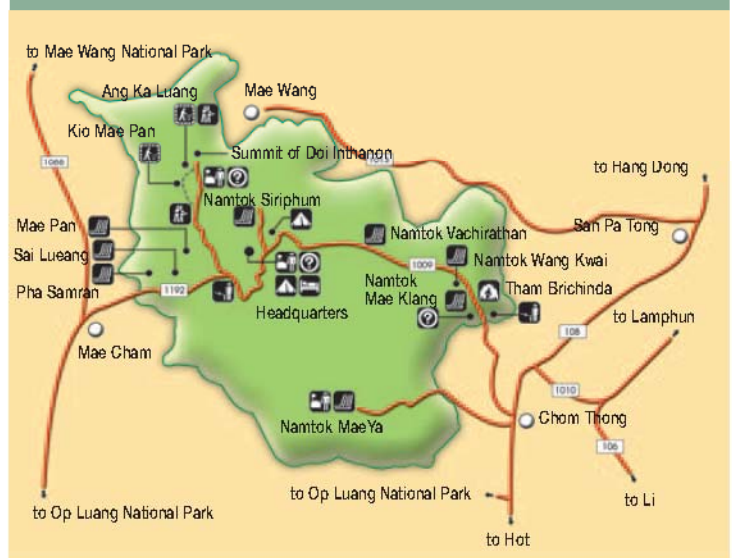 to Mae Wang National Park
Ang Ka Luang
Mae Wang
Kio Mae Pan
Summit of Doi Inthanon
1013
to Hang Dong
1088
Namtok Siriphum
Mae Pan
Namtok Vachirathan
San Pa Tong
Sai Lueang
1009
Namtok Wang Kwai
Pha Samran
1192
Namtok
Mae Klang
Tham Brichinda
Headquarters
to Lamphun
108
Mae Cham
1010
Chom Thong
Namtok MaeYa
106
to Op Luang National Park
to Op Luang National Park
to Li
to Hot